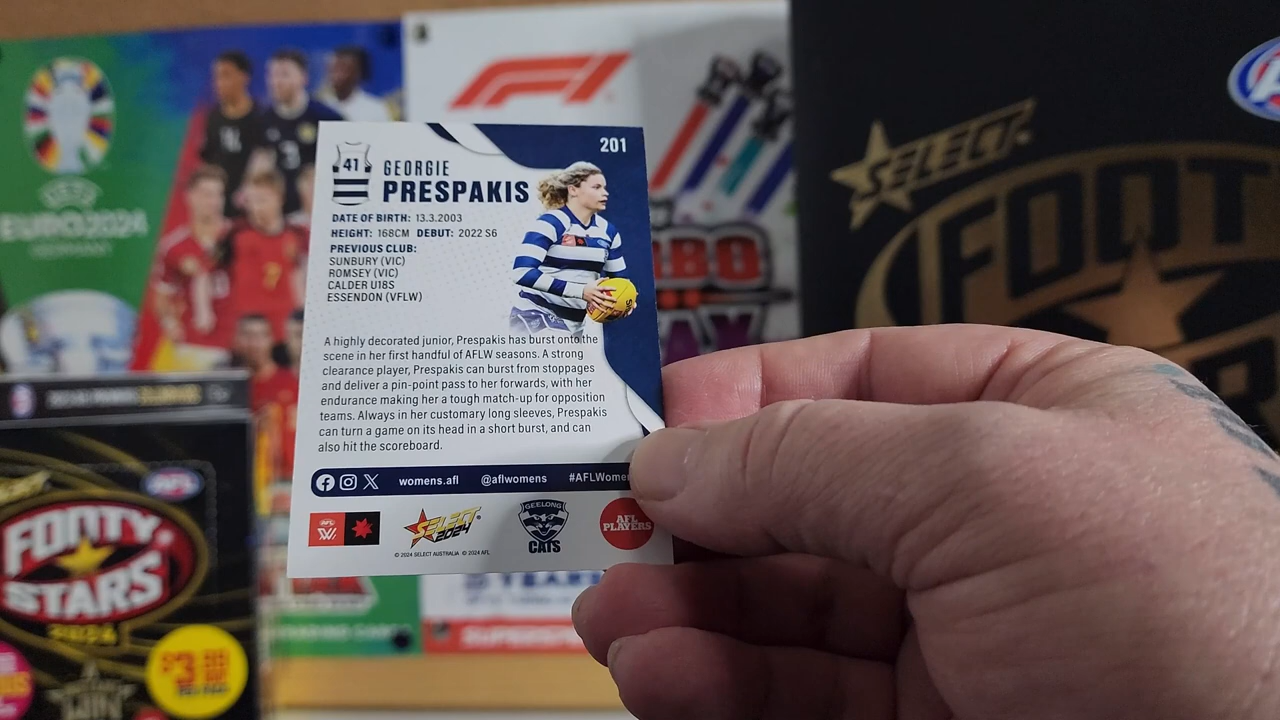 201
41
GEORGIE
PRESPAKIS
DATE OF BIRTH: 13.3.2003
HEIGHT: 168CM DEBUT: 2022 S6
PREVIOUS CLUB:
SUNBURY (VIC)
ROMSEY (VIC)
CALDER U18S
ESSENDON (VFLW)
A highly decorated junior, Prespakis has burst onto the
scene in her first handful of AFLW seasons. A strong
clearance player, Prespakis can burst from stoppages
and deliver a pin-point pass to her forwards, with her
endurance making her a tough match-up for opposition
teams. Always in her customary long sleeves, Prespakis
can turn a game on its head in a short burst, and can
also hit the scoreboard.
womens.afl @aflwomens #AFLWome
AFL
W
SELECT
2024
© 2024 SELECT AUSTRALIA © 2024 AFL
GEELONG
CATS
AFL
PLAYERS
UEFA
EURO2024
GERMANY
F1
SELECT
FOOTY
AFL
FOOTY
STARS
2024